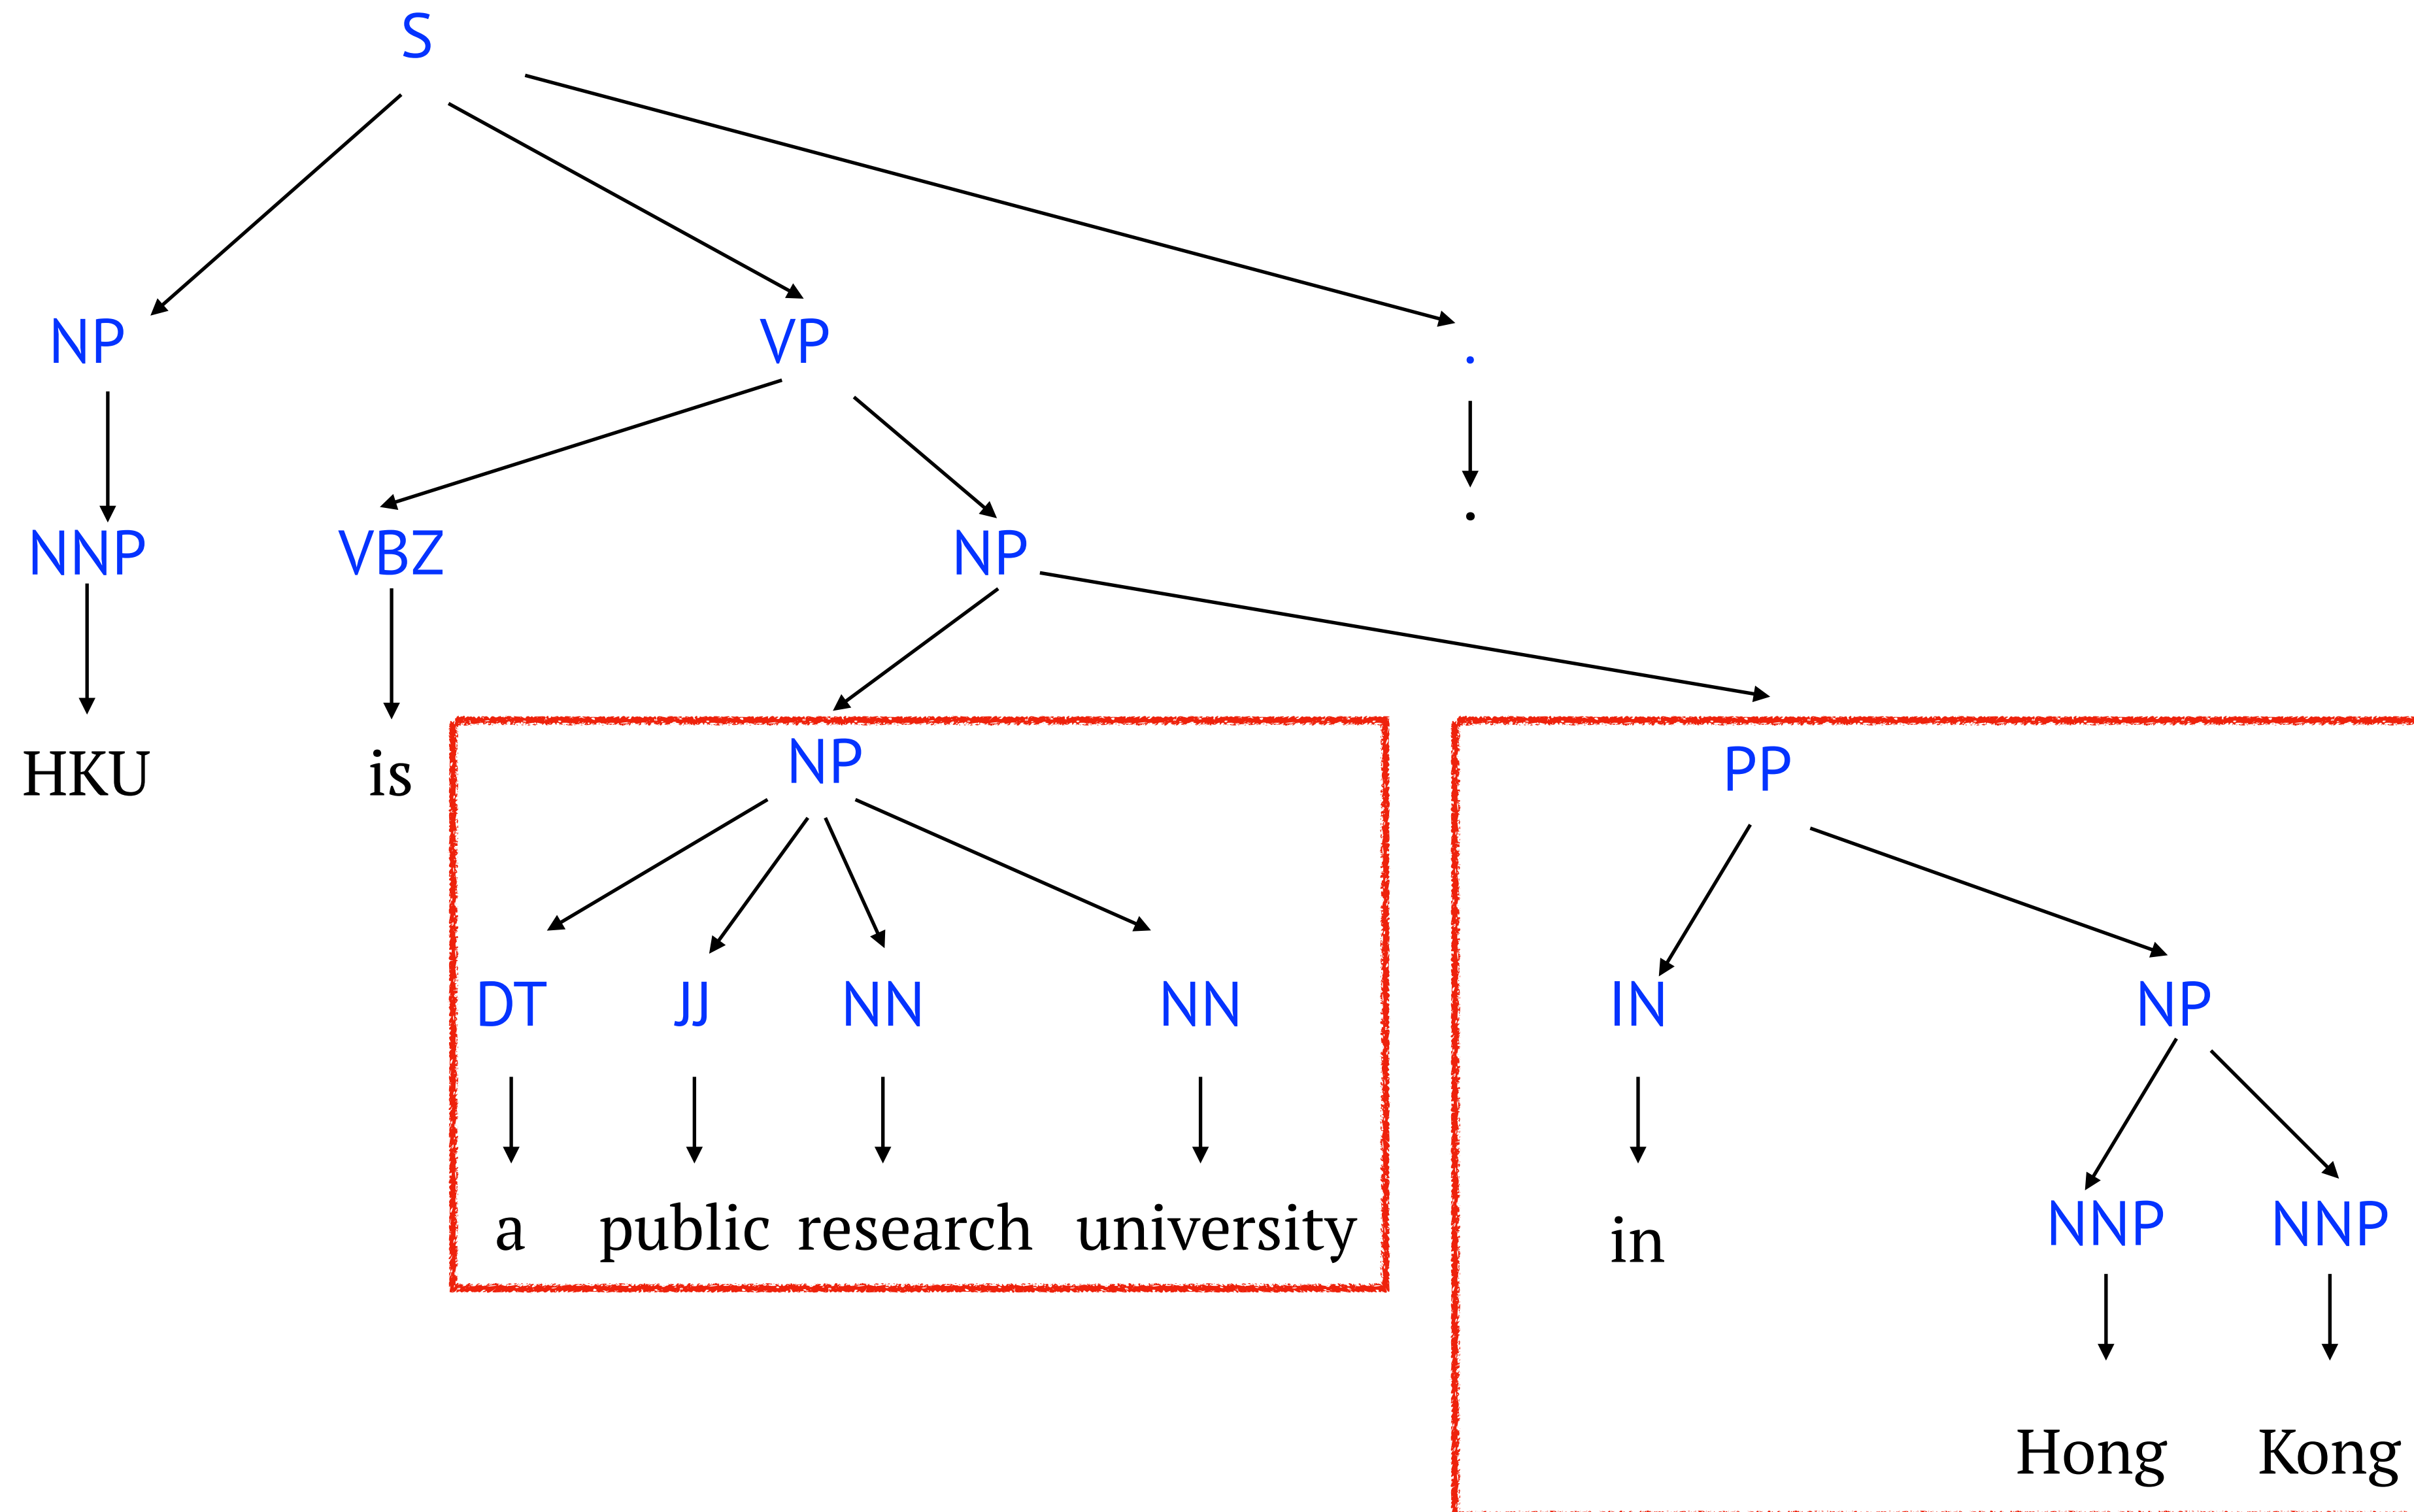 S
NP VP .
NNP VBZ NP .
HKU is NP PP
DT JJ NN NN IN NP
a public research university in NNP NNP
Hong Kong